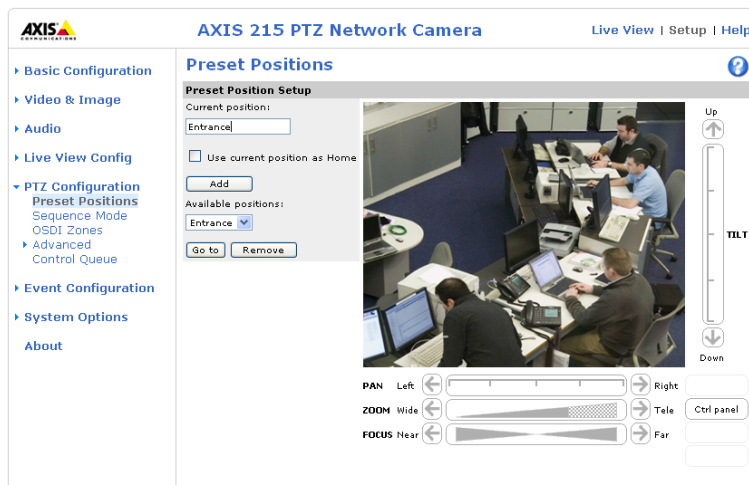 AXIS
COMMUNICATIONS
AXIS 215 PTZ Network Camera
Live View | Setup | Help
Basic Configuration
Video & Image
Audio
Live View Config
PTZ Configuration
Preset Positions
Sequence Mode
OSDI Zones
Advanced
Control Queue
Event Configuration
System Options
About
Preset Positions
?
Preset Position Setup
Current position:
Entrance
Use current position as Home
Add
Available positions:
Entrance
Go to
Remove
Up
TILT
Down
PAN Left Right
ZOOM Wide Tele
Ctrl panel
FOCUS Near Far